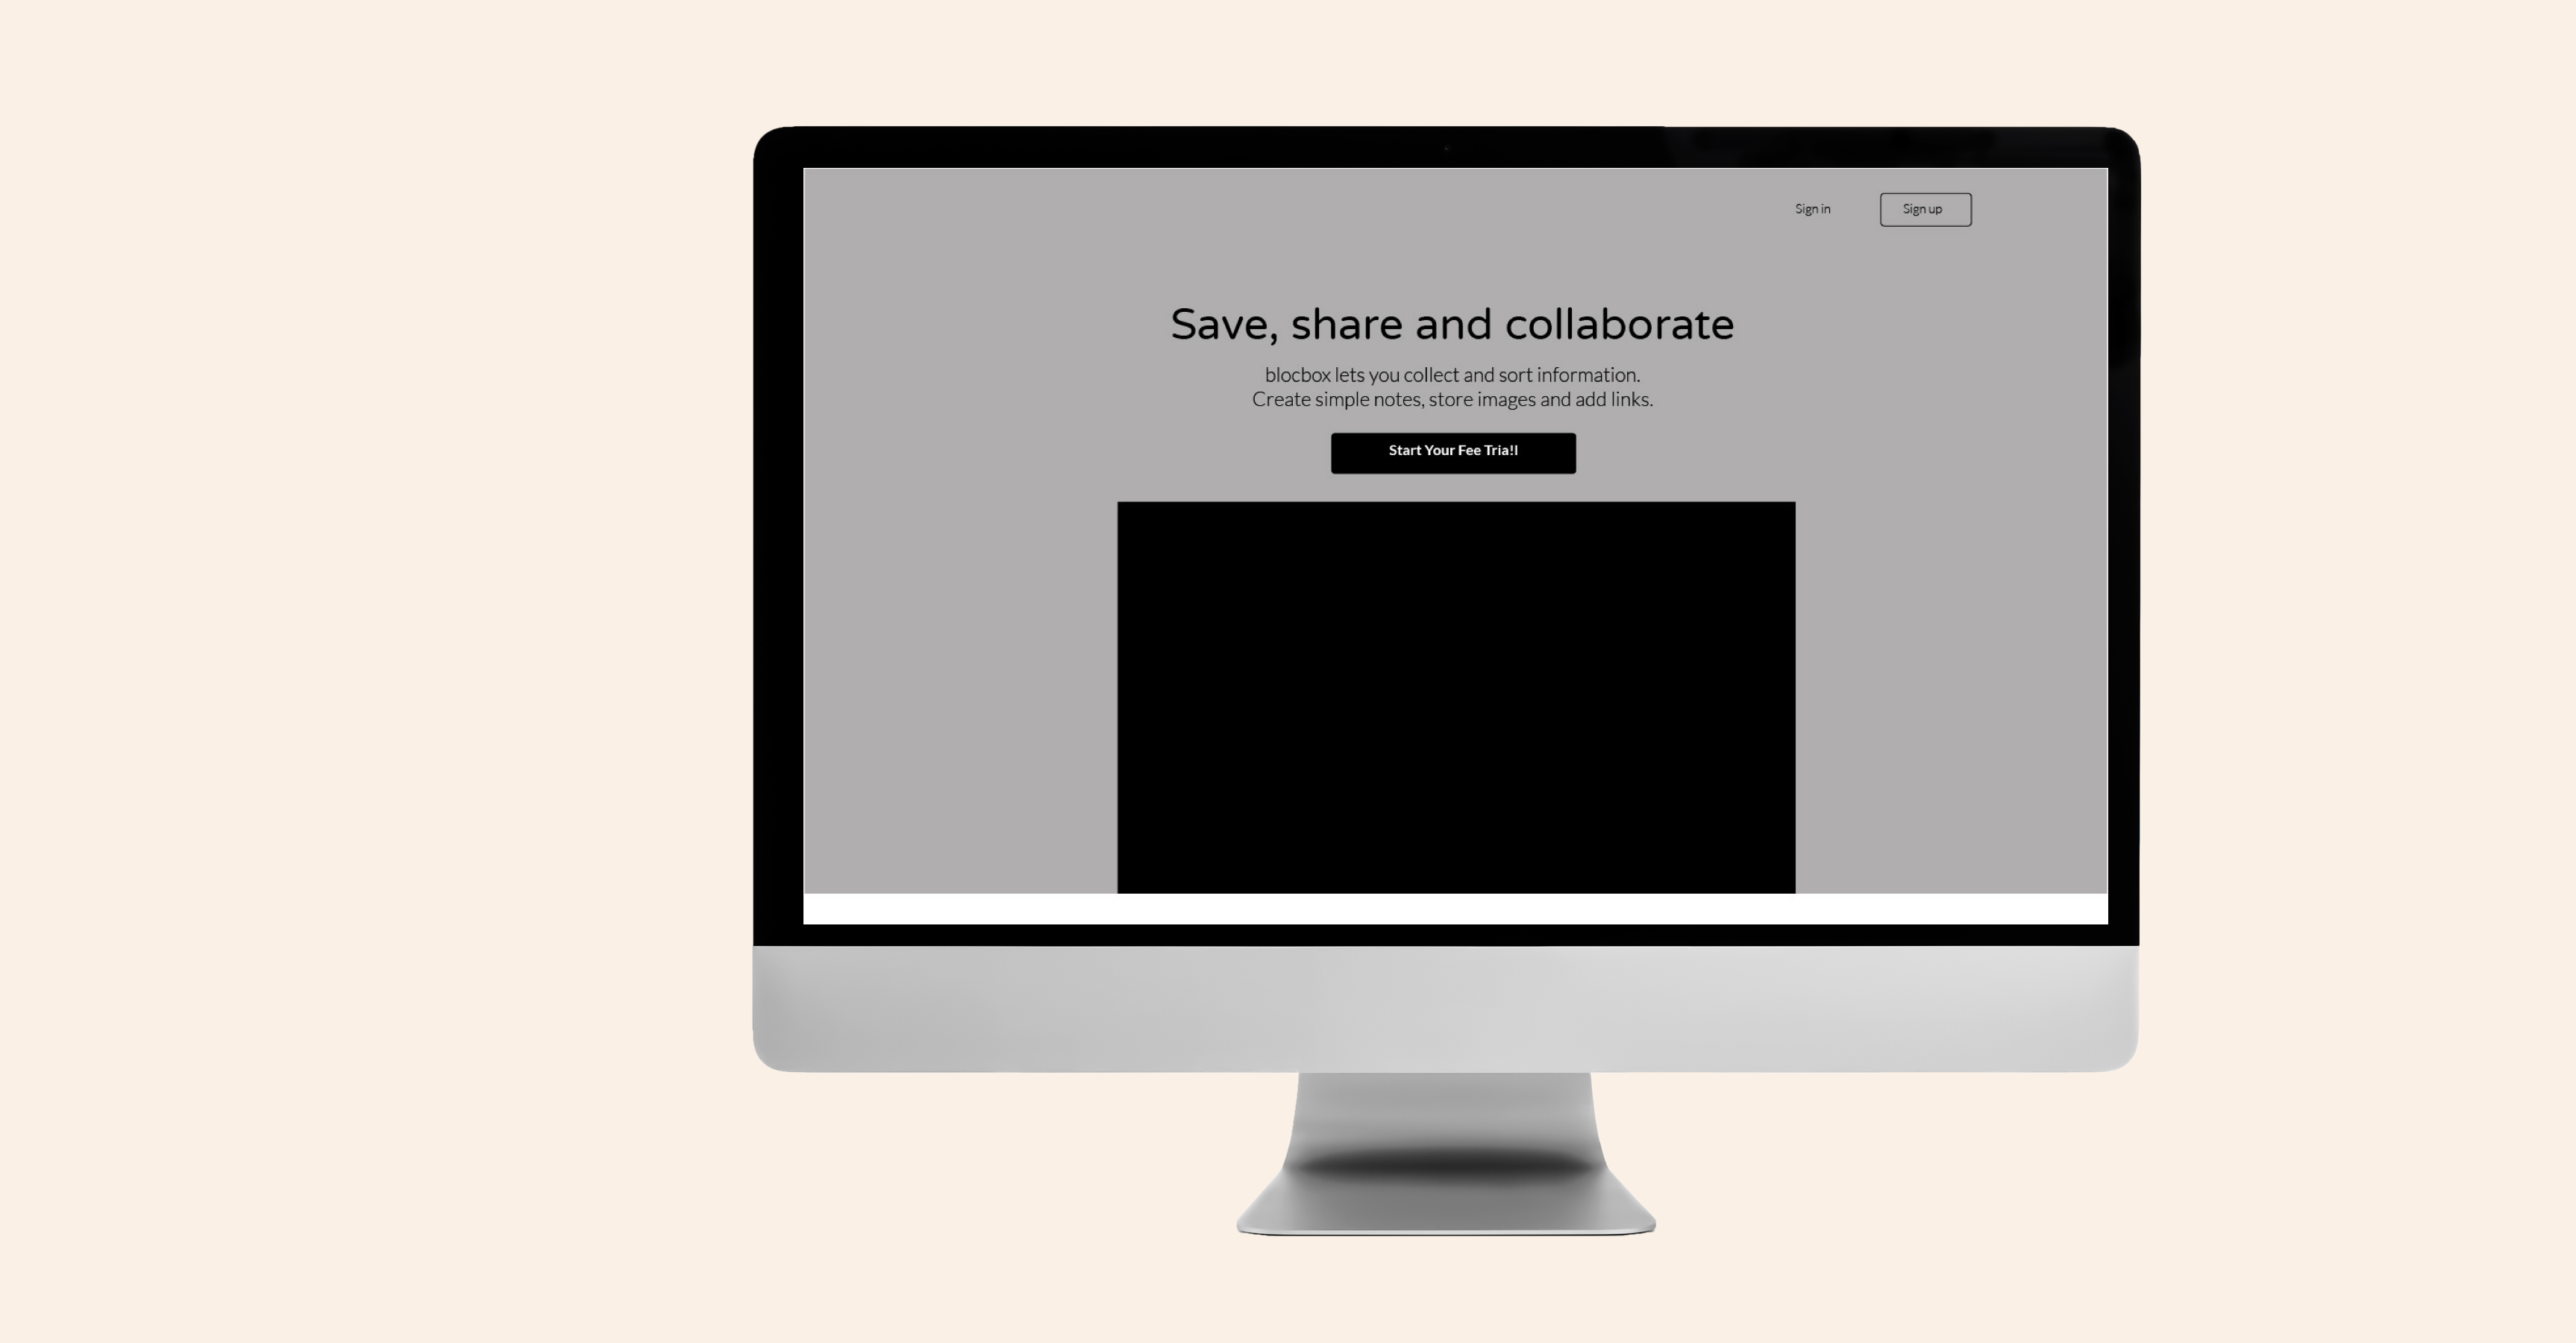 Sign in
Sign up
Save, share and collaborate
blocbox lets you collect and sort information.
Create simple notes, store images and add links.
Start Your Fee Tria!l